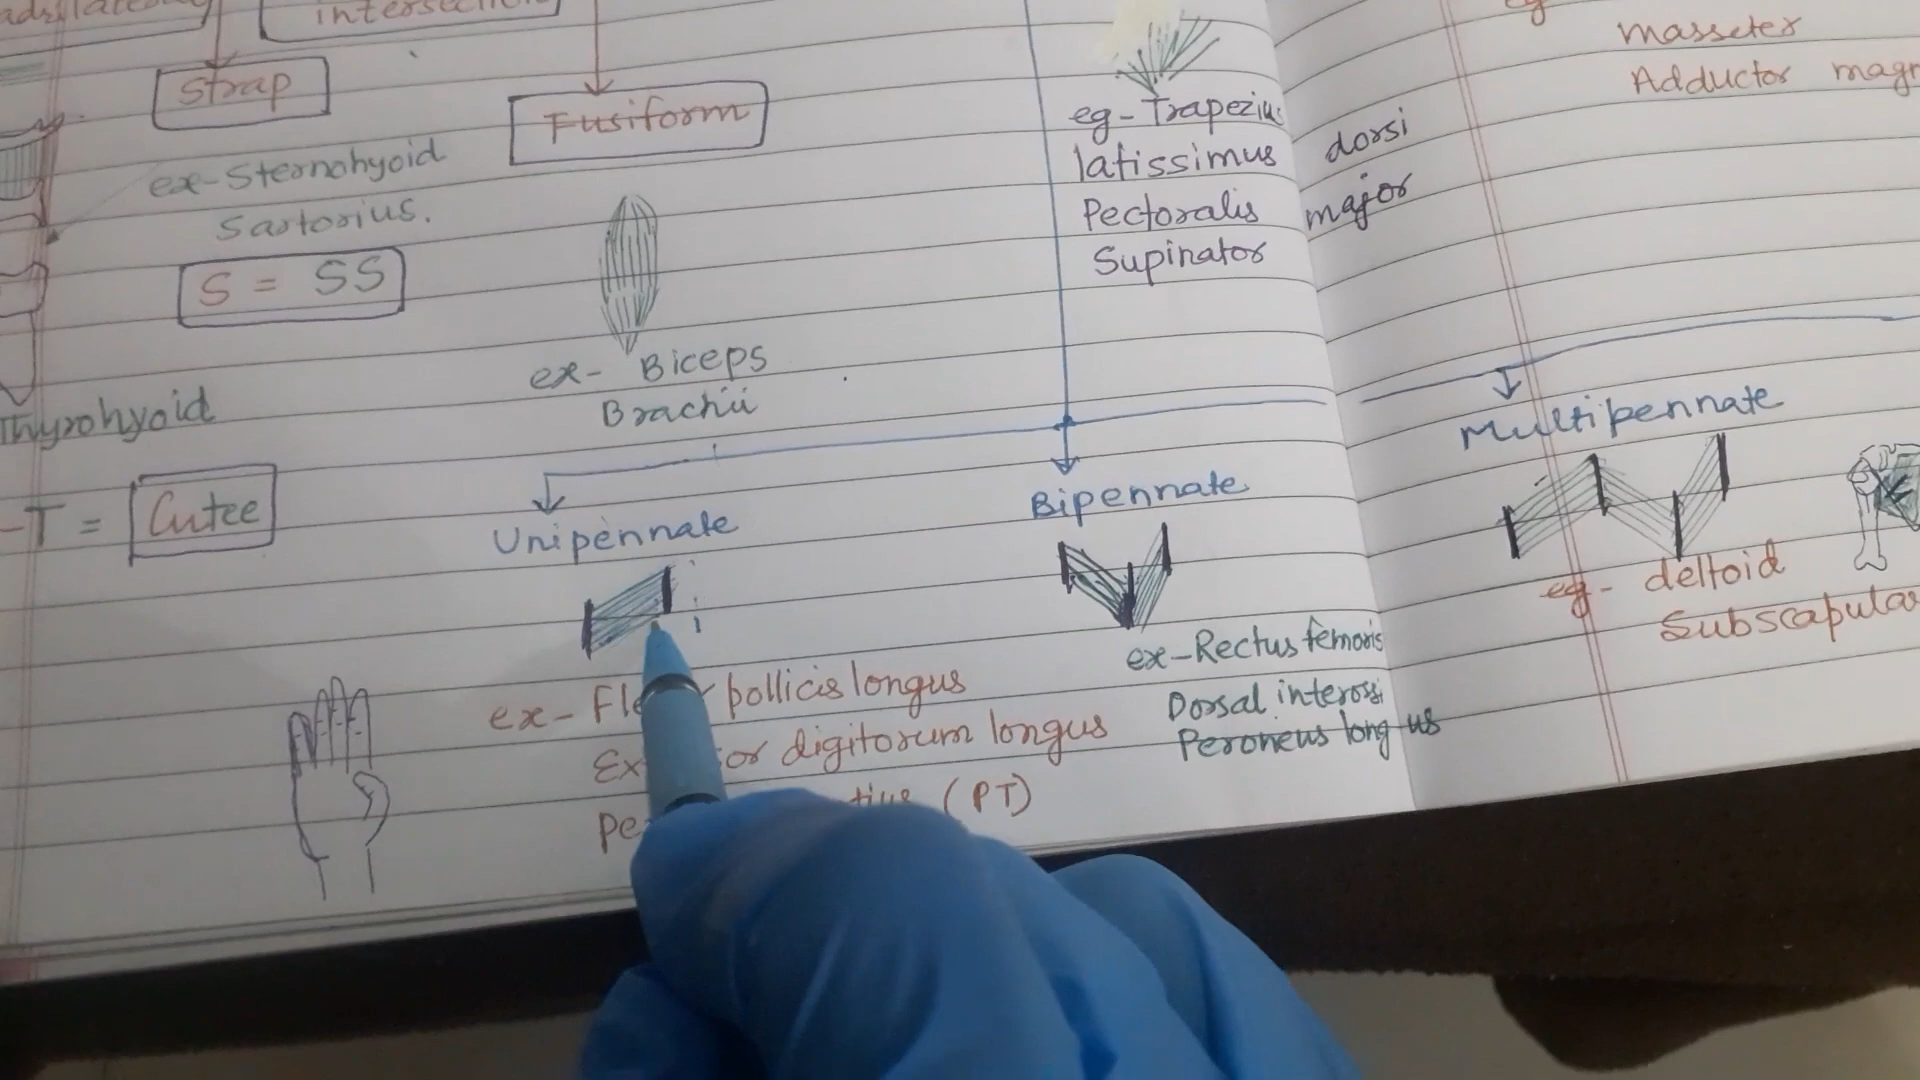 intersection
Strap
Fusiform
ex-Sternohyoid
Sartorius.
S = SS
ex- Biceps
Brachii
Thyrohyoid
-T = Cutee
eg-Trapezius
latissimus dorsi
Pectoralis major
Supinator
masseter
Adductor
Unipennate
Bipennate
Multipennate
ex- pollicis longus
digitorum longus
(PT)
ex-Rectus femoris
Dorsal interossi
Peroneus longus
eg- deltoid